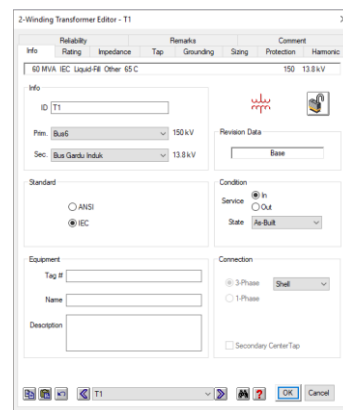 2-Winding Transformer Editor - T1
Reliability Remarks Comment
Info Rating Impedance Tap Grounding Sizing Protection Harmonic
60 MVA IEC Liquid-Fill Other 65 C 150 13.8 kV
Info
ID T1
Prim. Bus6 150 kV
Sec. Bus Gardu Induk 13.8 kV
Revision Data
Base
Standard
ANSI
IEC
Condition
Service In
Out
State As-Built
Equipment
Tag #
Name
Description
Connection
3-Phase Shell
1-Phase
Secondary CenterTap
T1 ? OK Cancel